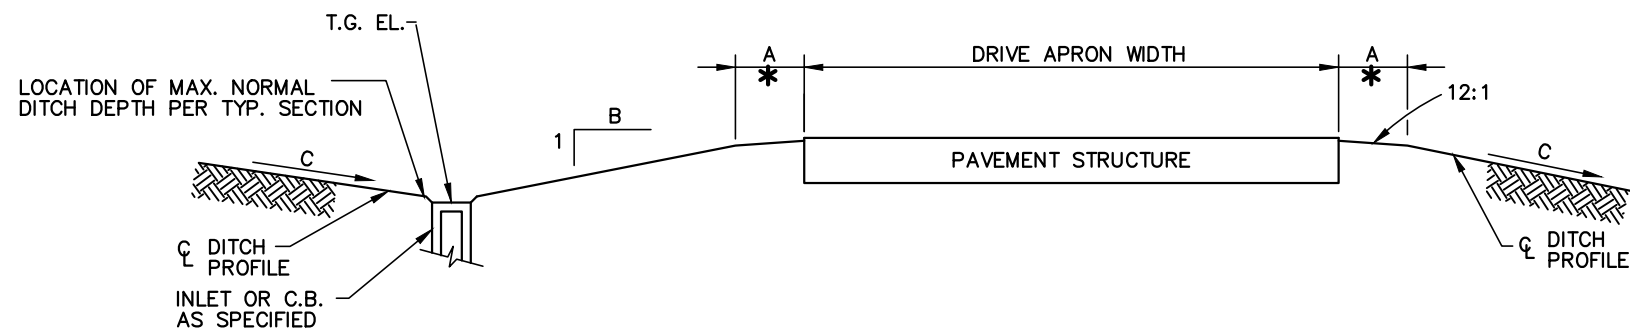 T.G. EL.
LOCATION OF MAX. NORMAL
DITCH DEPTH PER TYP. SECTION
A
*
DRIVE APRON WIDTH
A
*
12:1
B
1
C
PAVEMENT STRUCTURE
C
℄ DITCH
PROFILE
INLET OR C.B.
AS SPECIFIED
℄ DITCH
PROFILE